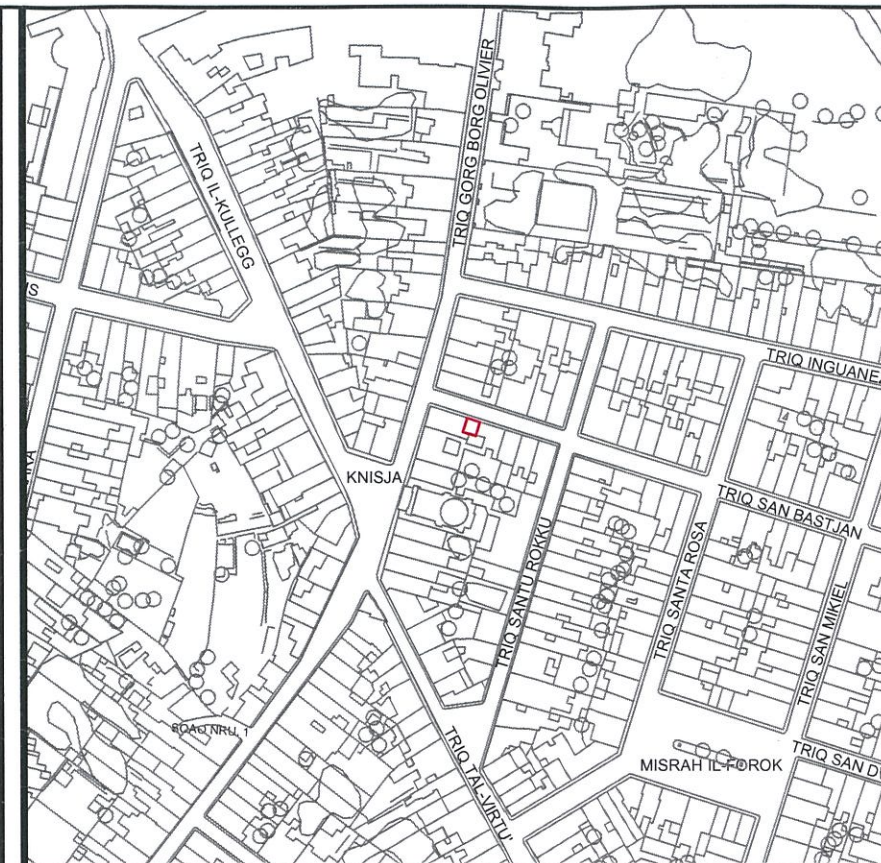 TRIQ IL-KULLEGG
TRIQ GORG BORG OLIVIER
TRIQ INGUANEZ
KNISJA
TRIQ SAN BASTJAN
TRIQ SANTU ROKKU
TRIQ SANTA ROSA
TRIQ SAN MIKIEL
SQAQ NRU. 1
TRIQ TAL-VIRTU'
MISRAH IL-FOROK
TRIQ SAN